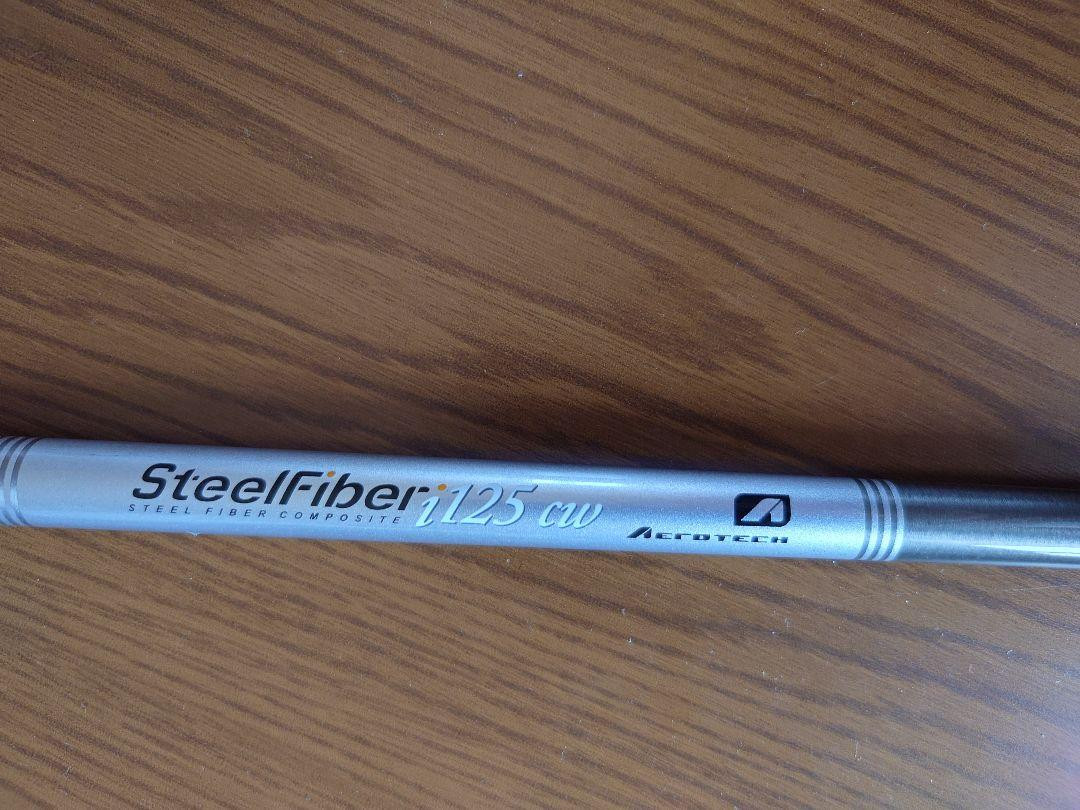 SteelFiber i125 cw
STEEL FIBER COMPOSITE
AEROTECH